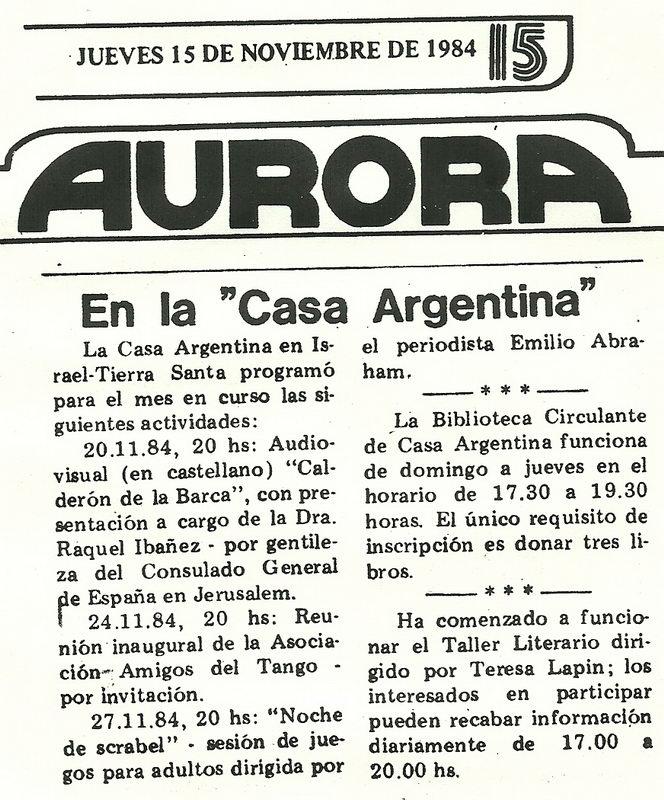 JUEVES 15 DE NOVIEMBRE DE 1984 15
AURORA
En la "Casa Argentina"
La Casa Argentina en Is-
rael-Tierra Santa programó
para el mes en curso las si-
guientes actividades:
20.11.84, 20 hs: Audio-
visual (en castellano) "Cal-
derón de la Barca", con pre-
sentación a cargo de la Dra.
Raquel Ibañez - por gentile-
za del Consulado General
de España en Jerusalem.
24.11.84, 20 hs: Reu-
nión inaugural de la Asocia-
ción- Amigos del Tango -
por invitación.
27.11.84, 20 hs: "Noche
de scrabel" - sesión de jue-
gos para adultos dirigida por
el periodista Emilio Abra-
ham.
* * *
La Biblioteca Circulante
de Casa Argentina funciona
de domingo a jueves en el
horario de 17.30 a 19.30
horas. El único requisito de
inscripción es donar tres li-
bros.
* * *
Ha comenzado a funcio-
nar el Taller Literario diri-
gido por Teresa Lapin; los
interesados en participar
pueden recabar información
diariamente de 17.00 a
20.00 hs.